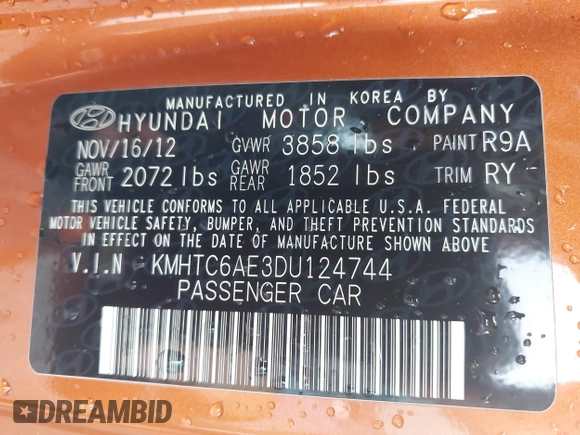 MANUFACTURED IN KOREA BY
HYUNDAI MOTOR COMPANY
NOV/16/12 GVWR 3858 lbs PAINT R9A
GAWR FRONT 2072 lbs GAWR REAR 1852 lbs TRIM RY
THIS VEHICLE CONFORMS TO ALL APPLICABLE U.S.A. FEDERAL
MOTOR VEHICLE SAFETY, BUMPER, AND THEFT PREVENTION STANDARDS
IN EFFECT ON THE DATE OF MANUFACTURE SHOWN ABOVE.
V.I.N KMHTC6AE3DU124744
PASSENGER CAR
DREAMBID